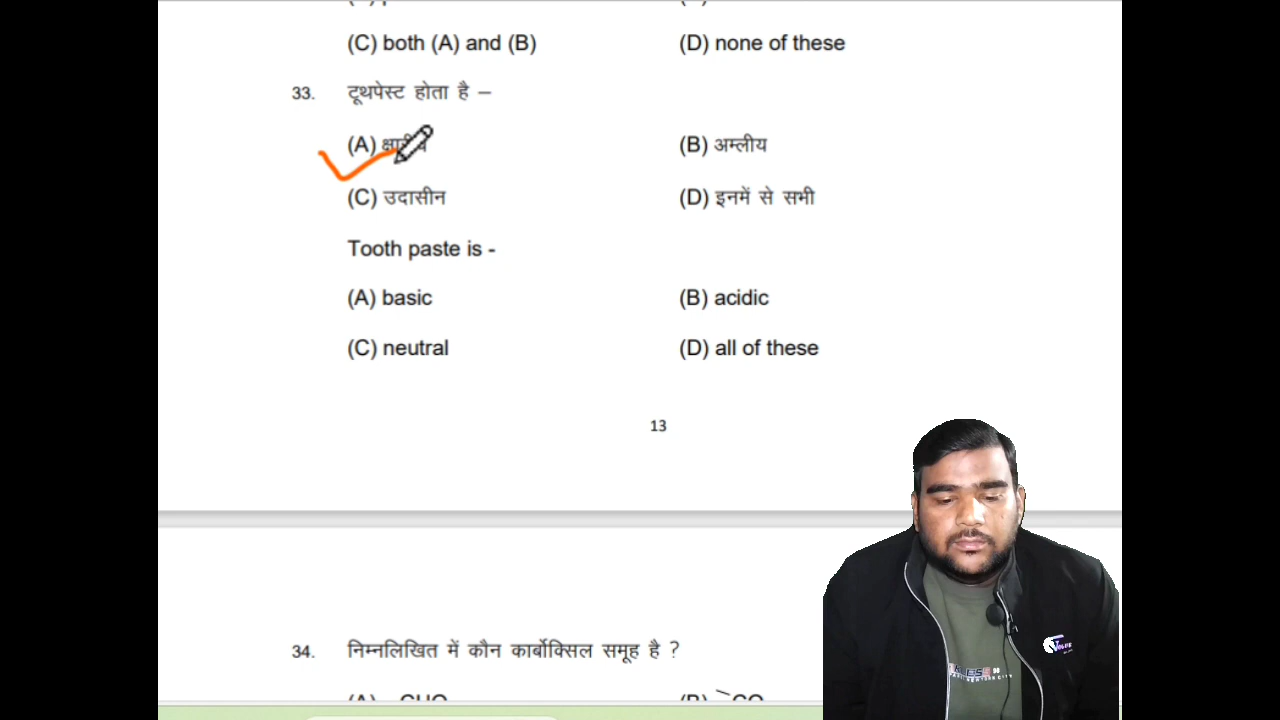 (C) both (A) and (B) (D) none of these
33. टूथपेस्ट होता है –
(A) (B) अम्लीय
(C) उदासीन (D) इनमें से सभी
Tooth paste is -
(A) basic (B) acidic
(C) neutral (D) all of these
13
34. निम्नलिखित में कौन कार्बोक्सिल समूह है ?